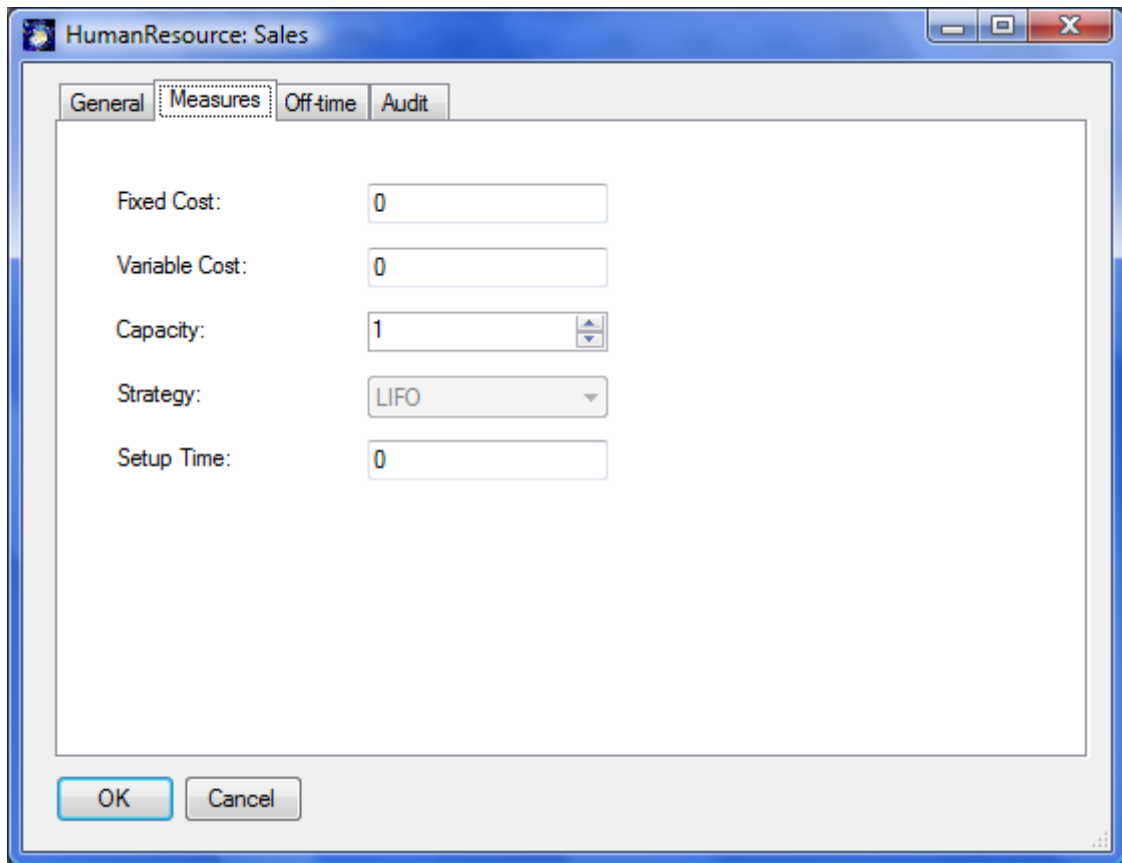 HumanResource: Sales
General Measures Off-time Audit
Fixed Cost: 0
Variable Cost: 0
Capacity: 1
Strategy: LIFO
Setup Time: 0
OK Cancel